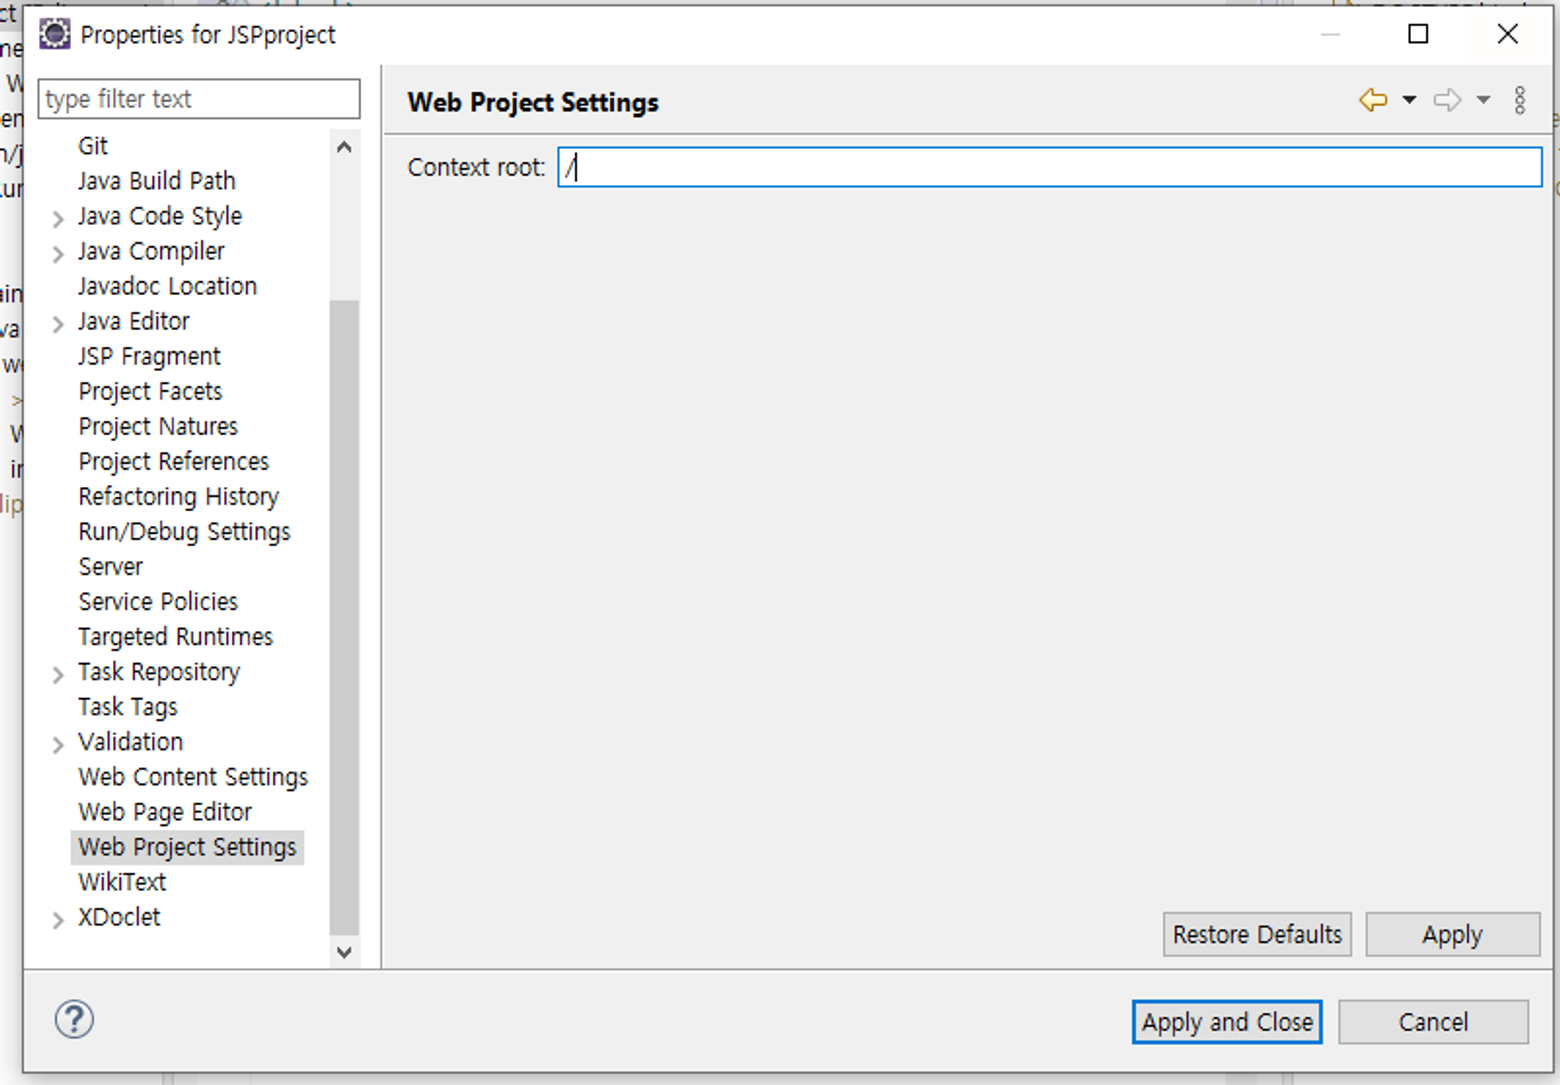 Properties for JSPproject
type filter text
Git
Java Build Path
Java Code Style
Java Compiler
Javadoc Location
Java Editor
JSP Fragment
Project Facets
Project Natures
Project References
Refactoring History
Run/Debug Settings
Server
Service Policies
Targeted Runtimes
Task Repository
Task Tags
Validation
Web Content Settings
Web Page Editor
Web Project Settings
WikiText
XDoclet
Web Project Settings
Context root: /
Restore Defaults Apply
? Apply and Close Cancel